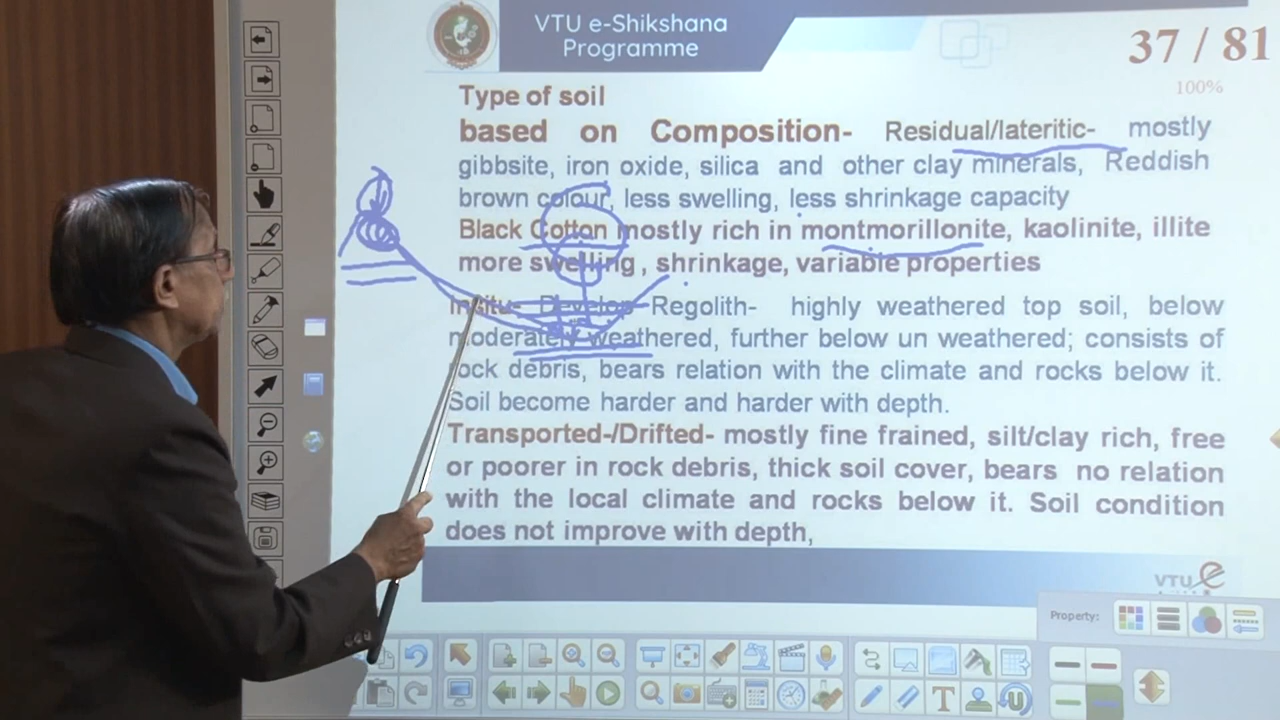 VTU e-Shikshana
Programme
37 / 81
100%
Type of soil
based on Composition- Residual/lateritic- mostly
gibbsite, iron oxide, silica and other clay minerals, Reddish
brown colour, less swelling, less shrinkage capacity
Black Cotton mostly rich in montmorillonite, kaolinite, illite
more swelling , shrinkage, variable properties
Insitu- Develop Regolith- highly weathered top soil, below
moderately weathered, further below un weathered; consists of
rock debris, bears relation with the climate and rocks below it.
Soil become harder and harder with depth.
Transported-/Drifted- mostly fine frained, silt/clay rich, free
or poorer in rock debris, thick soil cover, bears no relation
with the local climate and rocks below it. Soil condition
does not improve with depth,
VTU e
Property:
T